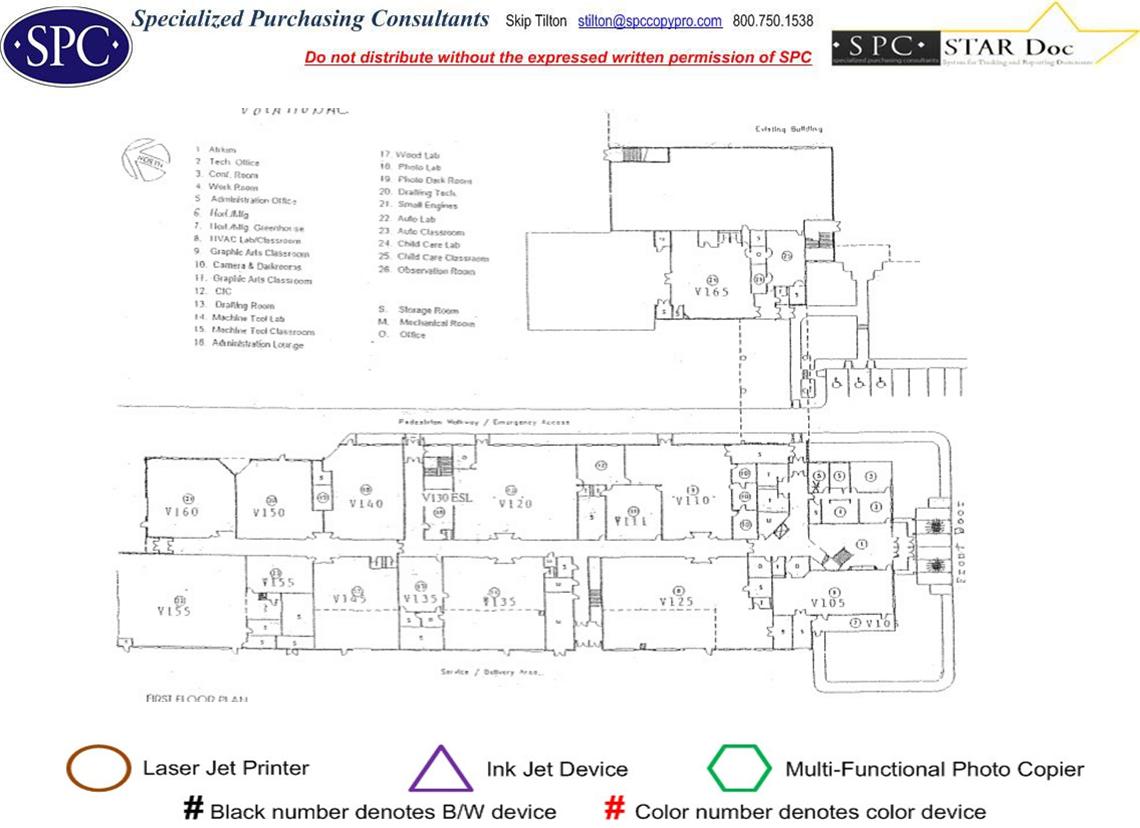 SPC
Specialized Purchasing Consultants Skip Tilton stilton@spccopypro.com 800.750.1538
Do not distribute without the expressed written permission of SPC
SPC STAR Doc
specialized purchasing consultants System for Tracking and Reporting Documents
Existing Building
NORTH
1 Atrium
2 Tech. Office
3. Conf. Room
4 Work Room
5 Administration Office
6. Hort./Mtg
7. Hort./Mtg. Greenhouse
8. HVAC Lab/Classroom
9 Graphic Arts Classroom
10. Camera & Darkrooms
11. Graphic Arts Classroom
12. CIC
13. Drafting Room
14. Machine Tool Lab
15. Machine Tool Classroom
16. Administration Lounge
17. Wood Lab
18. Photo Lab
19. Photo Dark Room
20. Drafting Tech.
21. Small Engines
22. Auto Lab
23 Auto Classroom
24. Child Care Lab
25. Child Care Classroom
26. Observation Room
S. Storage Room
M. Mechanical Room
O. Office
V165
Pedestrian Walkway / Emergency Access
V160
V150
V140
V130 ESL
V120
V111
V110
Front Door
V155
V155
V145
V135
V135
V125
V105
V105
Service / Delivery Area
FIRST FLOOR PLAN
Laser Jet Printer
Ink Jet Device
Multi-Functional Photo Copier
# Black number denotes B/W device
# Color number denotes color device